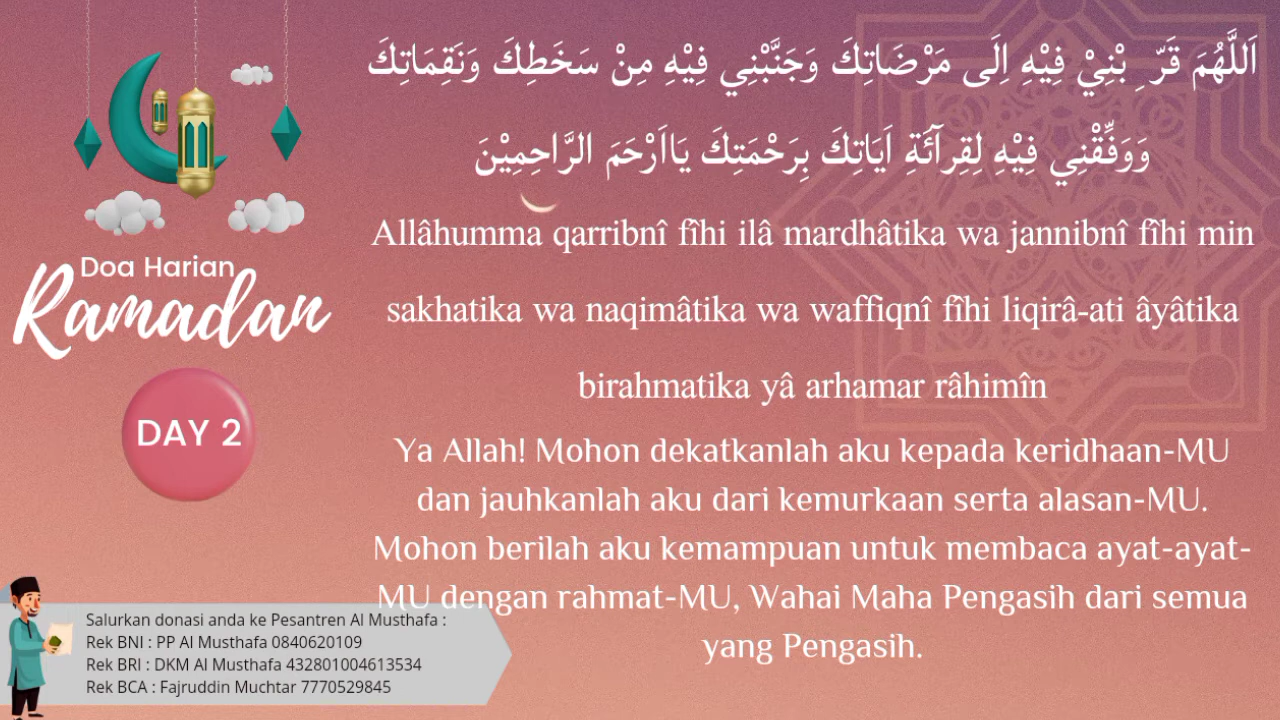 اَللَّهُمَ قَرّ ِ بْنِيْ فِيْهِ اِلَى مَرْضَاتِكَ وَجَنَّبْنِي فِيْهِ مِنْ سَخَطِكَ وَنَقِمَاتِكَ
وَوَفِّقْنِي فِيْهِ لِقِرآئَةِ اَيَاتِكَ بِرَحْمَتِكَ يَااَرْحَمَ الرَّاحِمِيْنَ
Allâhumma qarribnî fîhi ilâ mardhâtika wa jannibnî fîhi min
sakhatika wa naqimâtika wa waffiqnî fîhi liqirâ-ati âyâtika
birahmatika yâ arhamar râhimîn
Doa Harian
Ramadan
DAY 2
Ya Allah! Mohon dekatkanlah aku kepada keridhaan-MU
dan jauhkanlah aku dari kemurkaan serta alasan-MU.
Mohon berilah aku kemampuan untuk membaca ayat-ayat-
MU dengan rahmat-MU, Wahai Maha Pengasih dari semua
yang Pengasih.
Salurkan donasi anda ke Pesantren Al Musthafa :
Rek BNI : PP Al Musthafa 0840620109
Rek BRI : DKM Al Musthafa 432801004613534
Rek BCA : Fajruddin Muchtar 7770529845